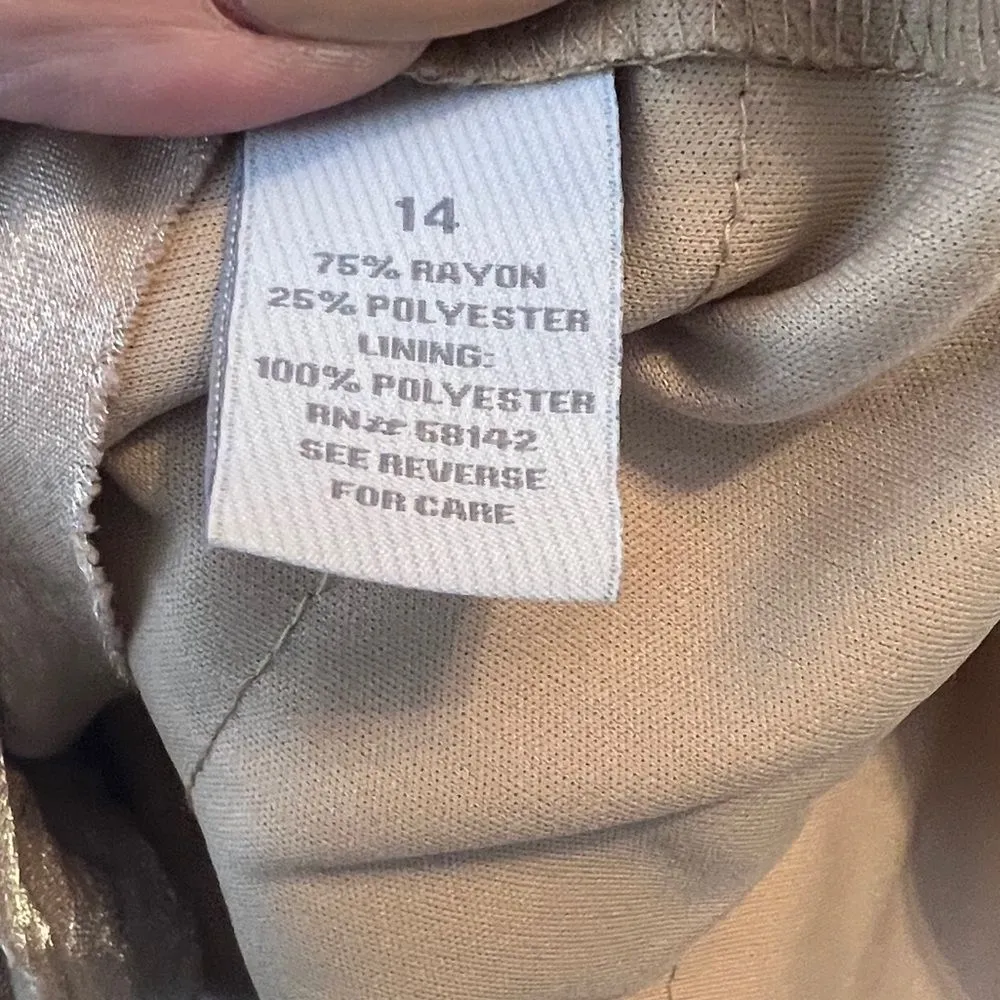 14
75% RAYON
25% POLYESTER
LINING:
100% POLYESTER
RN# 58142
SEE REVERSE
FOR CARE